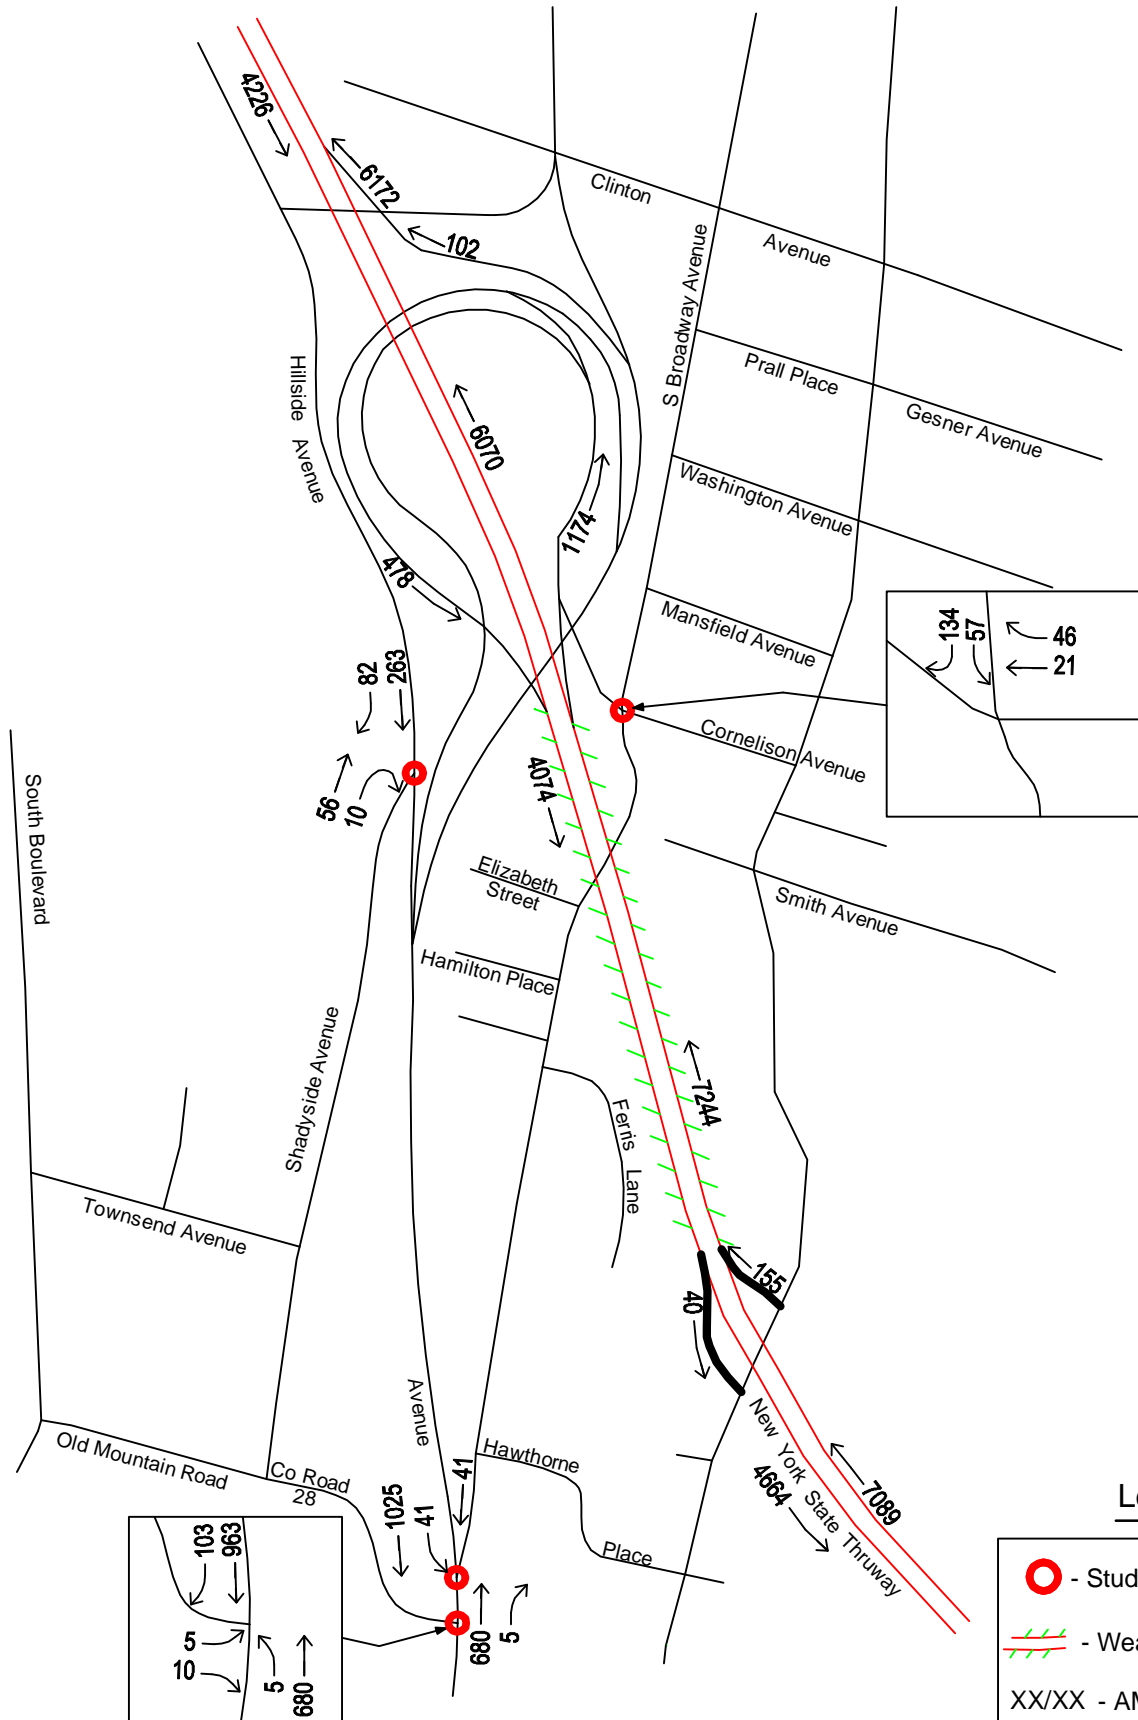 4226
6172
Clinton
Avenue
102
S Broadway Avenue
Prall Place
Gesner Avenue
Hillside Avenue
6070
Washington Avenue
1174
478
Mansfield Avenue
134
57
46
21
82
263
Cornelison Avenue
4074
56
10
South Boulevard
Elizabeth
Street
Smith Avenue
Hamilton Place
Shadyside Avenue
7244
Ferris Lane
Townsend Avenue
155
40
Avenue
New York State Thruway
Old Mountain Road
Co Road
28
Hawthorne
Place
1025
41
41
4664
7089
103
963
5
10
5
680
680
5
- Stud
- Wea
XX/XX - AM